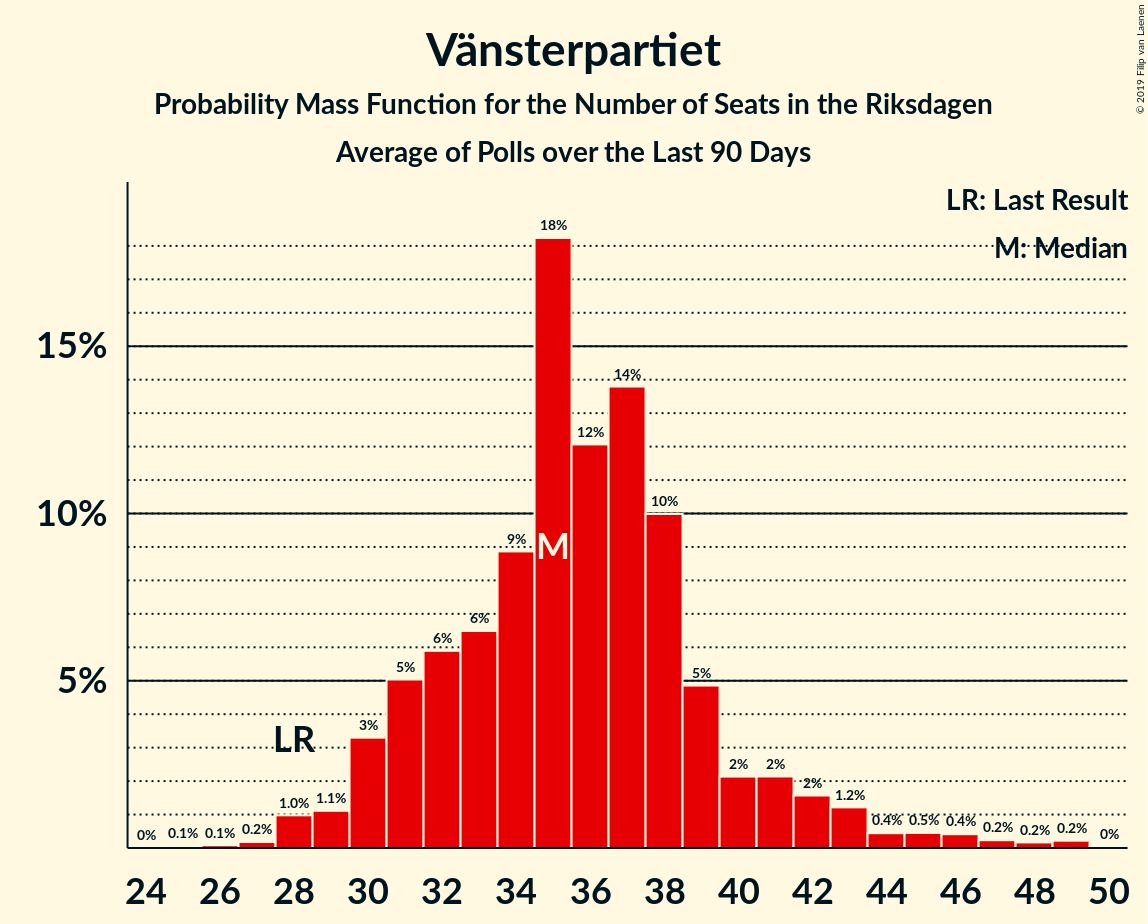 Vänsterpartiet
Probability Mass Function for the Number of Seats in the Riksdagen
Average of Polls over the Last 90 Days
© 2019 Filip van Laenen
LR: Last Result
M: Median
15%
10%
5%
0% 0.1% 0.1% 0.2% 1.0% 1.1% 3% 5% 6% 6% 9% 18% 12% 14% 10% 5% 2% 2% 2% 1.2% 0.4% 0.5% 0.4% 0.2% 0.2% 0.2% 0%
LR
M
24 26 28 30 32 34 36 38 40 42 44 46 48 50